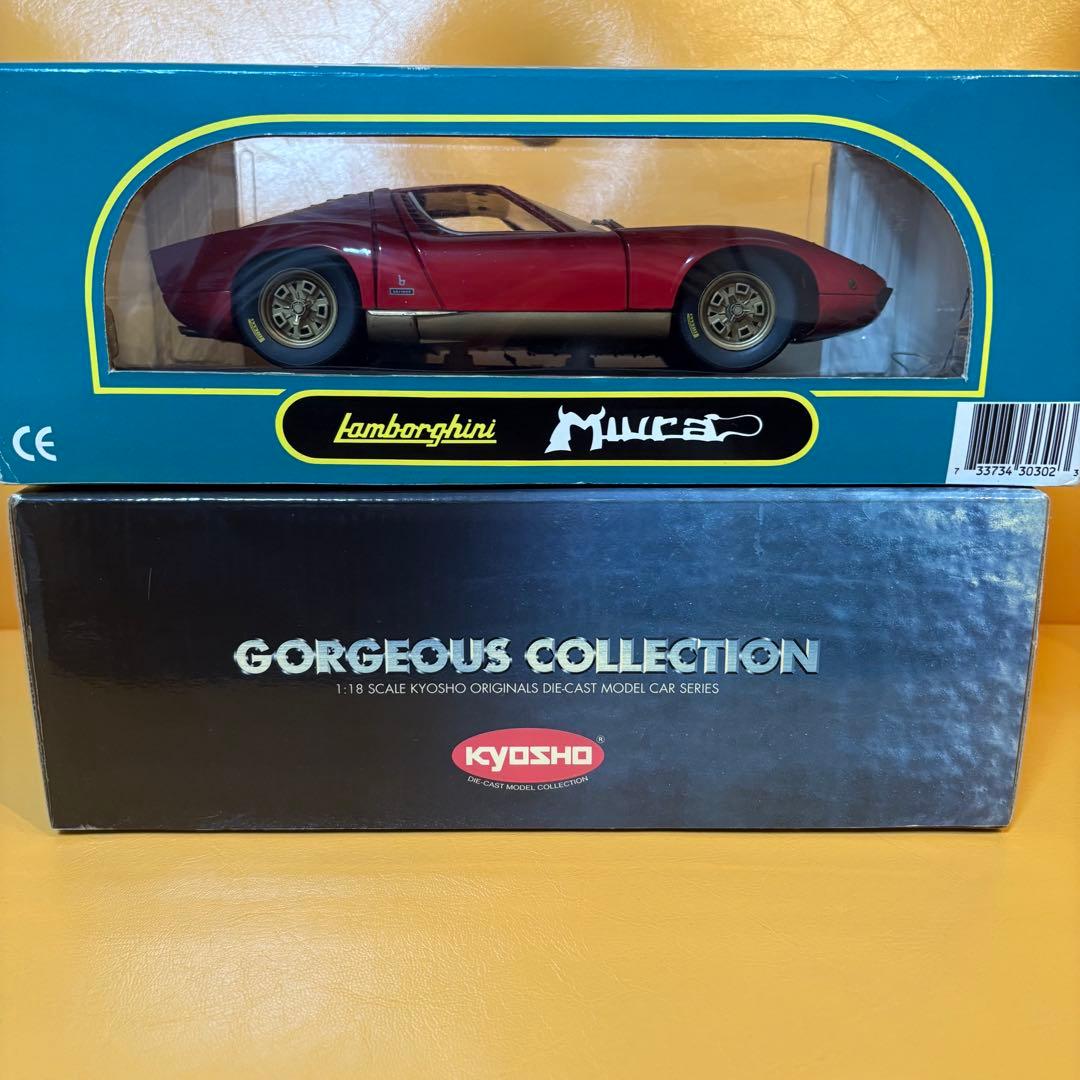 Lamborghini Miura
CE
7 33734 30302 3
GORGEOUS COLLECTION
1:18 SCALE KYOSHO ORIGINALS DIE-CAST MODEL CAR SERIES
KYOSHO®
DIE-CAST MODEL COLLECTION